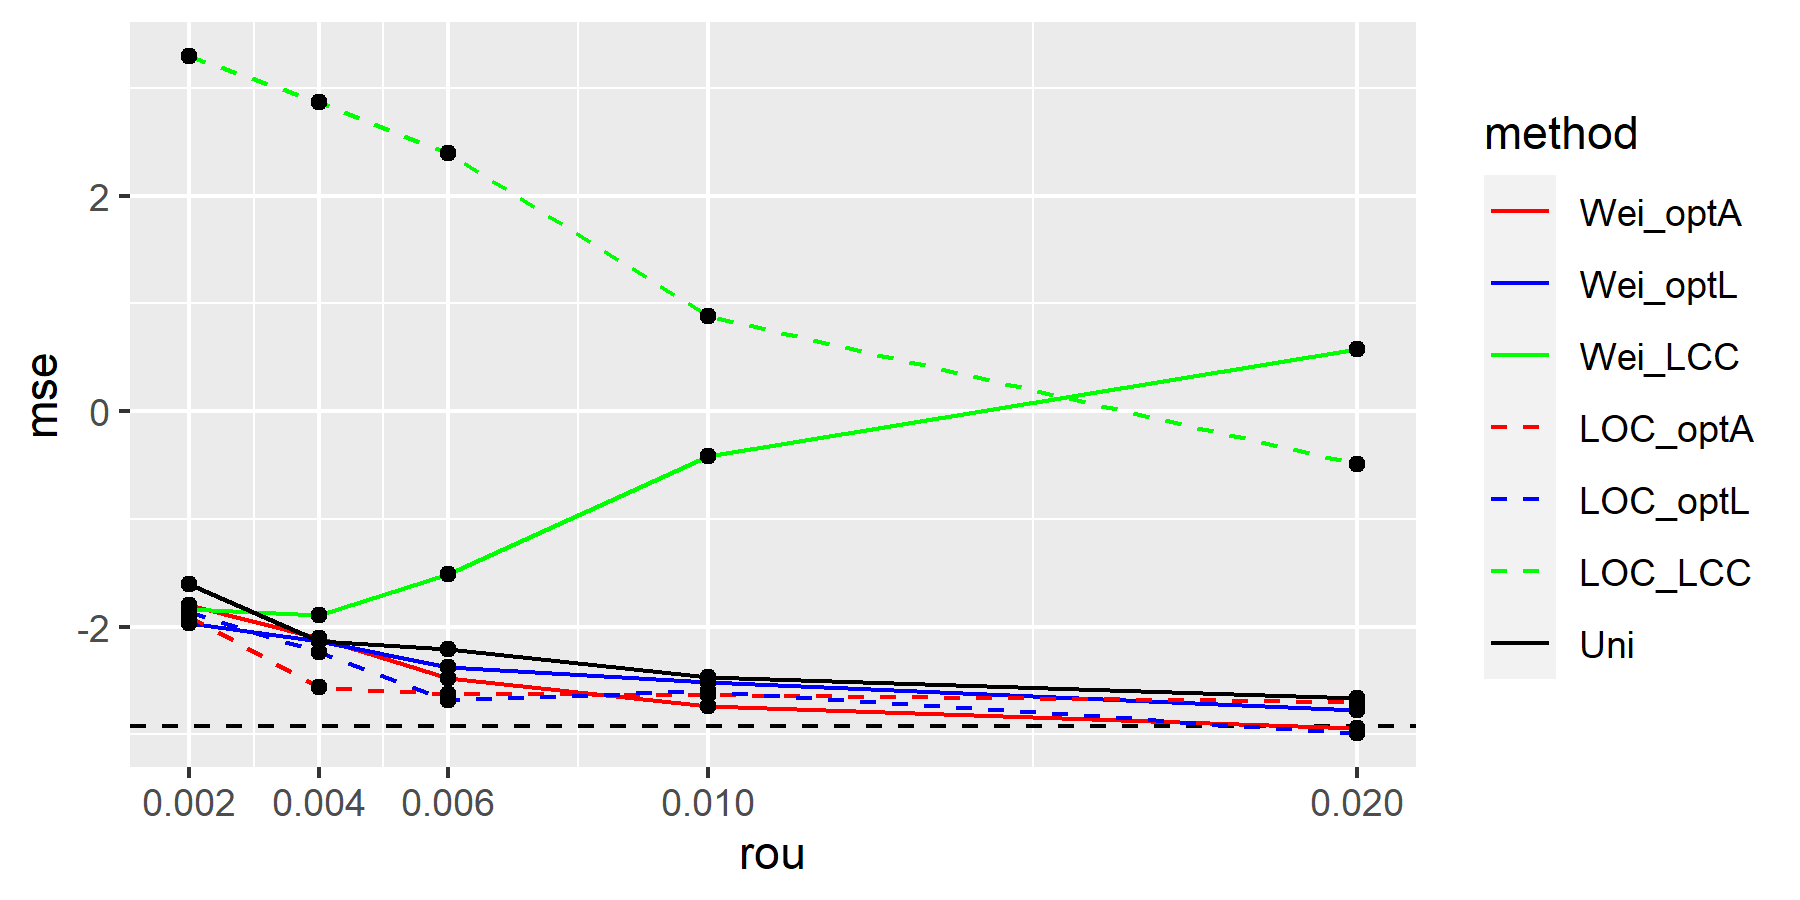 mse
2
0
-2
0.002 0.004 0.006 0.010 0.020
rou
method
Wei_optA
Wei_optL
Wei_LCC
LOC_optA
LOC_optL
LOC_LCC
Uni